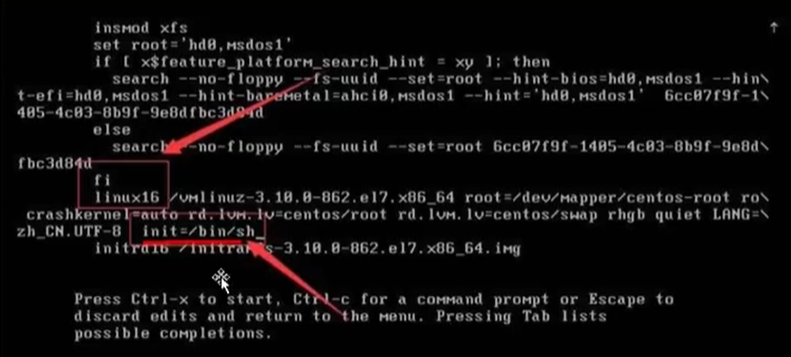 insmod xfs
set root='hd0,msdos1'
if [ x$feature_platform_search_hint = xy ]; then
search --no-floppy --fs-uuid --set=root --hint-bios=hd0,msdos1 --hin\
t-efi=hd0,msdos1 --hint-baremetal=ahci0,msdos1 --hint='hd0,msdos1'  6cc07f9f-1\
405-4c03-8b9f-9e8dfbc3d84d
else
search --no-floppy --fs-uuid --set=root 6cc07f9f-1405-4c03-8b9f-9e8d\
fbc3d84d
fi
linux16 /vmlinuz-3.10.0-862.el7.x86_64 root=/dev/mapper/centos-root ro\
crashkernel=auto rd.lvm.lv=centos/root rd.lvm.lv=centos/swap rhgb quiet LANG=\
zh_CN.UTF-8  init=/bin/sh_
initrd16 /initramfs-3.10.0-862.el7.x86_64.img
Press Ctrl-x to start, Ctrl-c for a command prompt or Escape to
discard edits and return to the menu. Pressing Tab lists
possible completions.